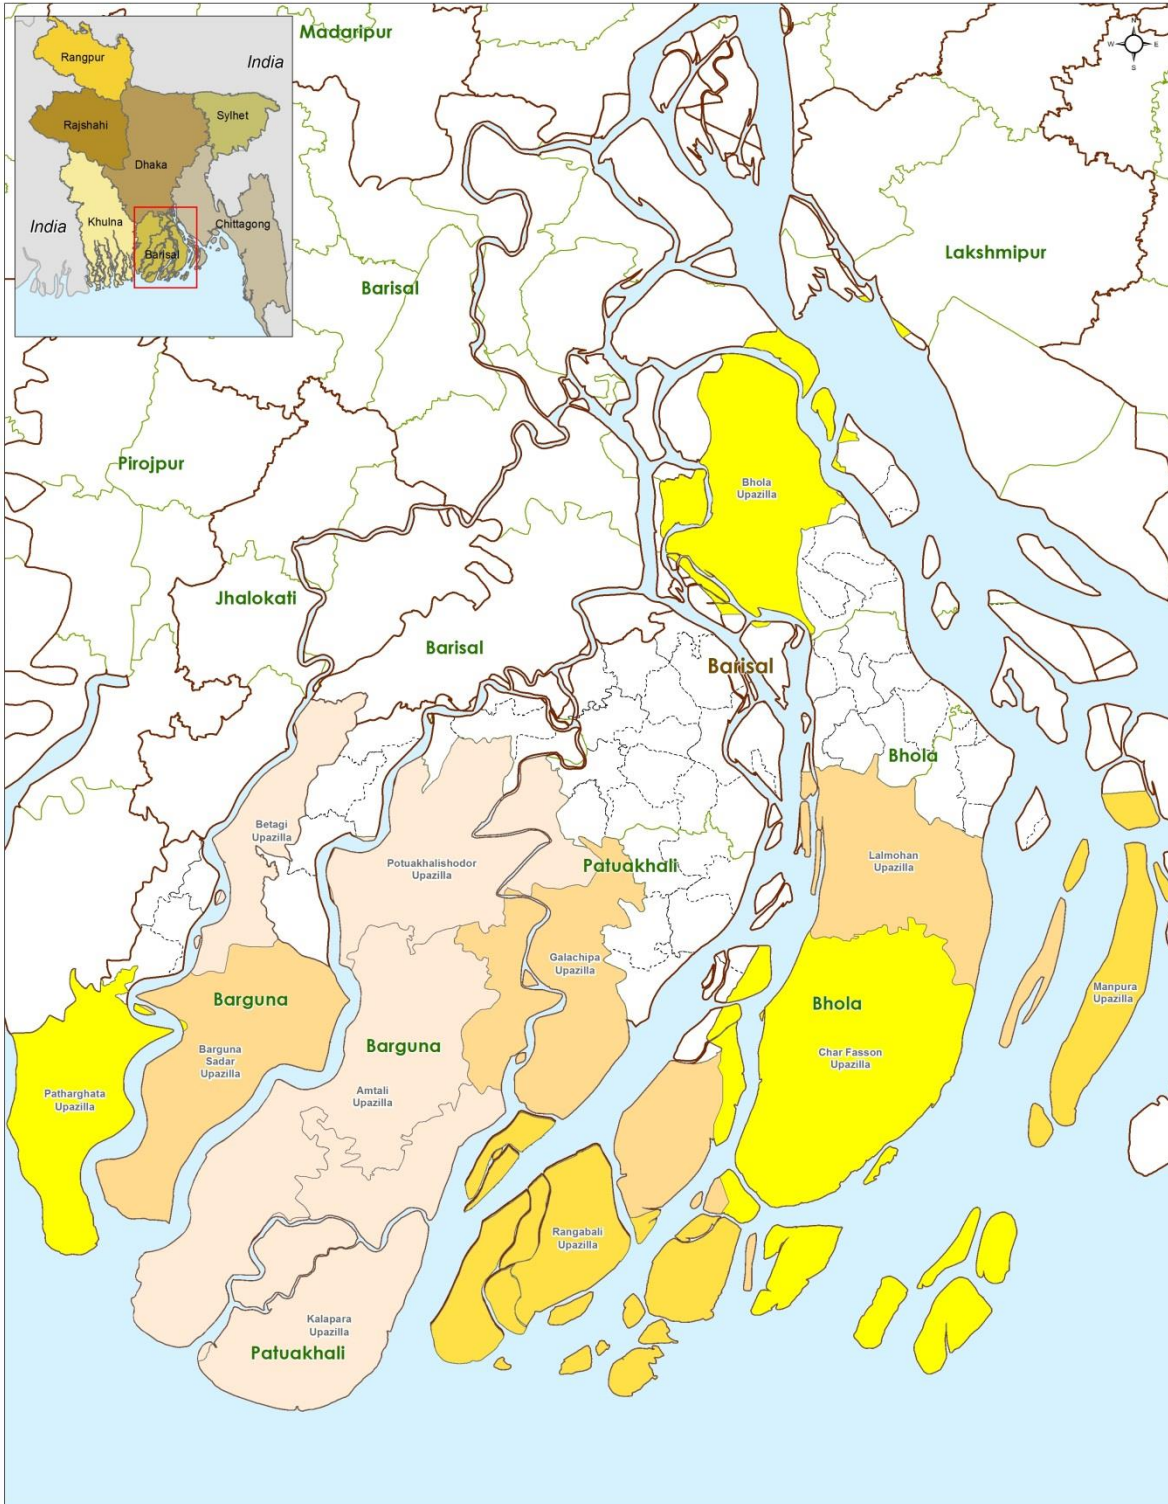 Madaripur
N
W
E
S
India
Rangpur
Rajshahi
Sylhet
Dhaka
India
Khulna
Chittagong
Barisal
Lakshmipur
Barisal
Pirojpur
Bhola
Upazilla
Jhalokati
Barisal
Barisal
Bhola
Betagi
Upazilla
Potuakhalishodor
Upazilla
Patuakhali
Lalmohan
Upazilla
Galachipa
Upazilla
Manpura
Upazilla
Barguna
Bhola
Char Fasson
Upazilla
Barguna
Sadar
Upazilla
Barguna
Patharghata
Upazilla
Amtali
Upazilla
Rangabali
Upazilla
Kalapara
Upazilla
Patuakhali